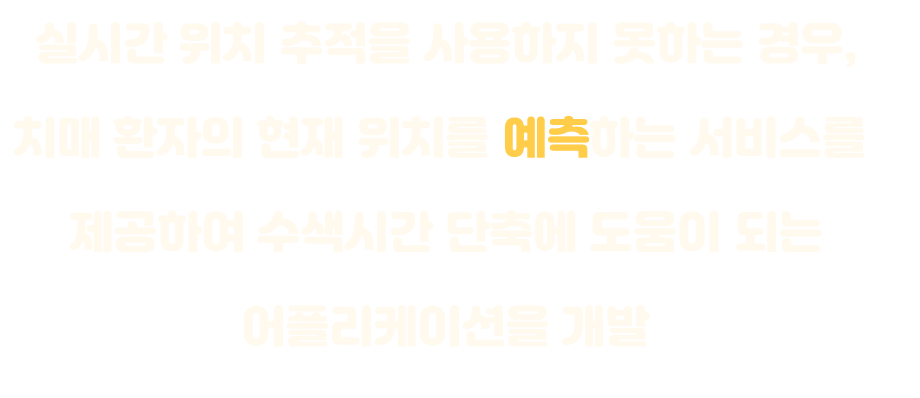 실시간 위치 추적을 사용하지 못하는 경우,
치매 환자의 현재 위치를 예측하는 서비스를
제공하여 수색시간 단축에 도움이 되는
어플리케이션을 개발